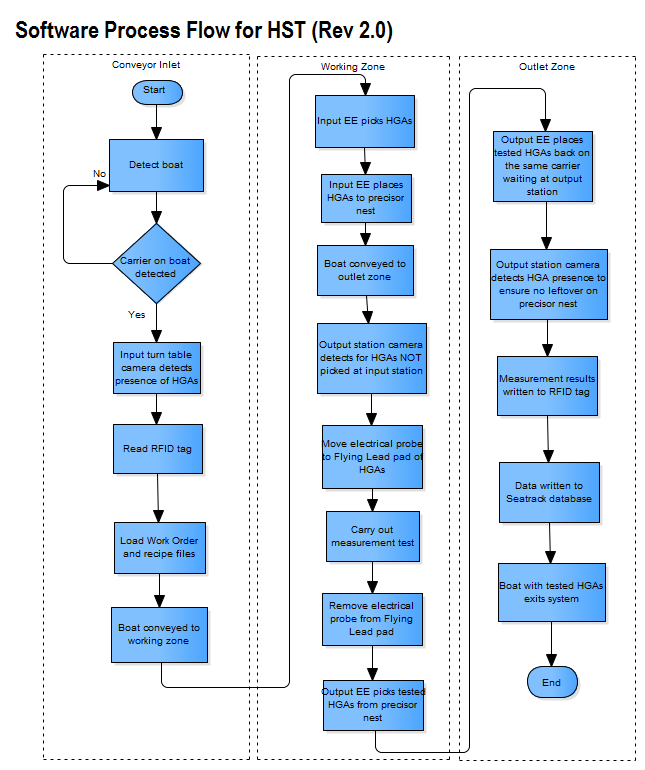 Software Process Flow for HST (Rev 2.0)
Conveyor Inlet
Start
Detect boat
No
Carrier on boat
detected
Yes
Input turn table
camera detects
presence of HGAs
Read RFID tag
Load Work Order
and recipe files
Boat conveyed to
working zone
Working Zone
Input EE picks HGAs
Input EE places
HGAs to precisor
nest
Boat conveyed to
outlet zone
Output station camera
detects for HGAs NOT
picked at input station
Move electrical probe
to Flying Lead pad of
HGAs
Carry out
measurement test
Remove electrical
probe from Flying
Lead pad
Output EE picks tested
HGAs from precisor
nest
Outlet Zone
Output EE places
tested HGAs back on
the same carrier
waiting at output
station
Output station camera
detects HGA presence to
ensure no leftover on
precisor nest
Measurement results
written to RFID tag
Data written to
Seatrack database
Boat with tested HGAs
exits system
End